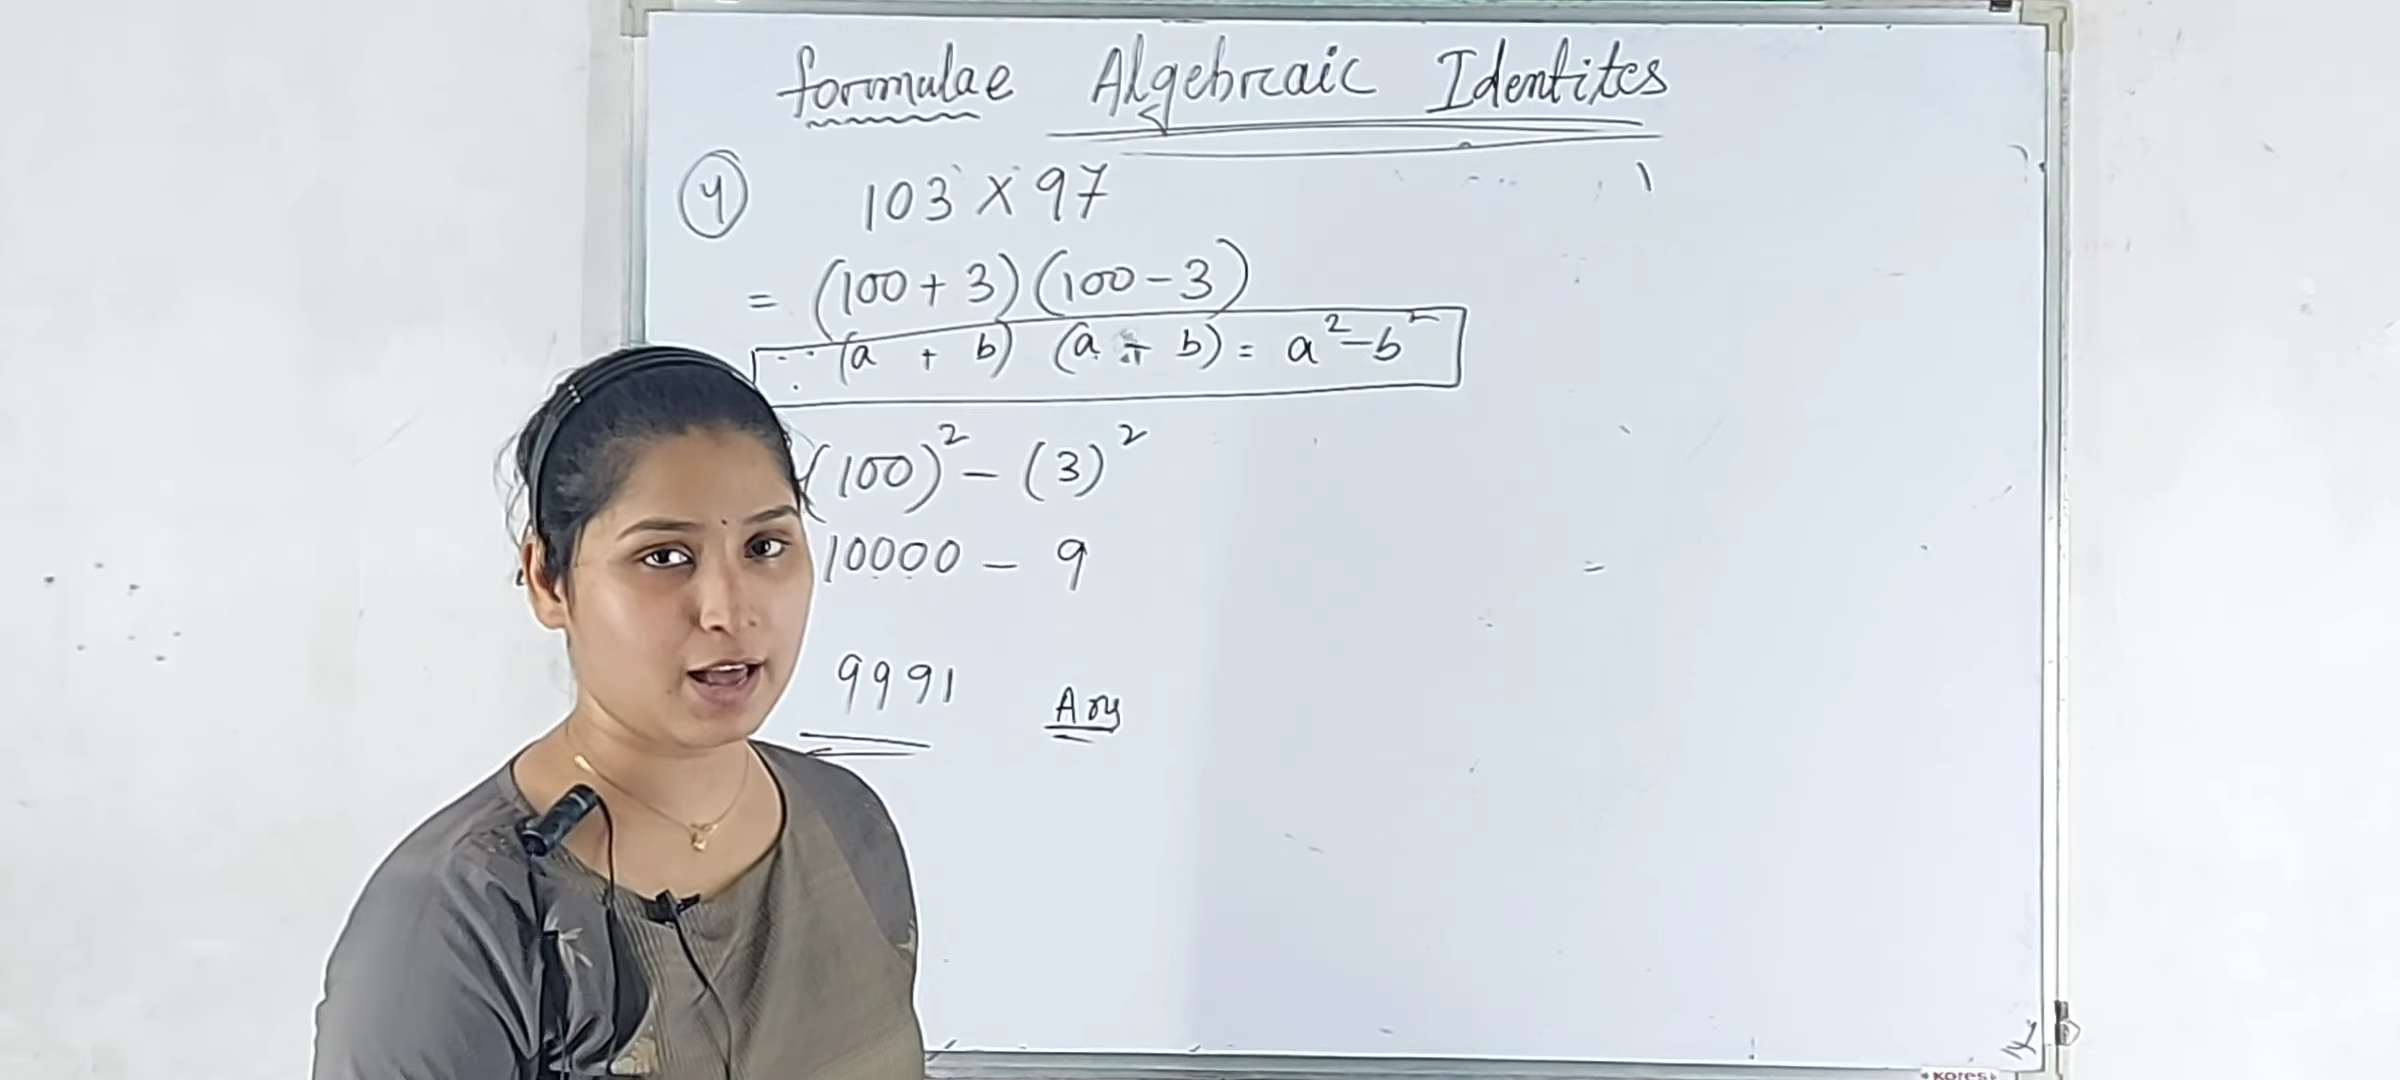 formulae Algebraic Identites
4 103 × 97
= (100 + 3) (100 - 3)
∵ (a + b) (a - b) = a² - b²
(100)² - (3)²
10000 - 9
9991 Ans
kores